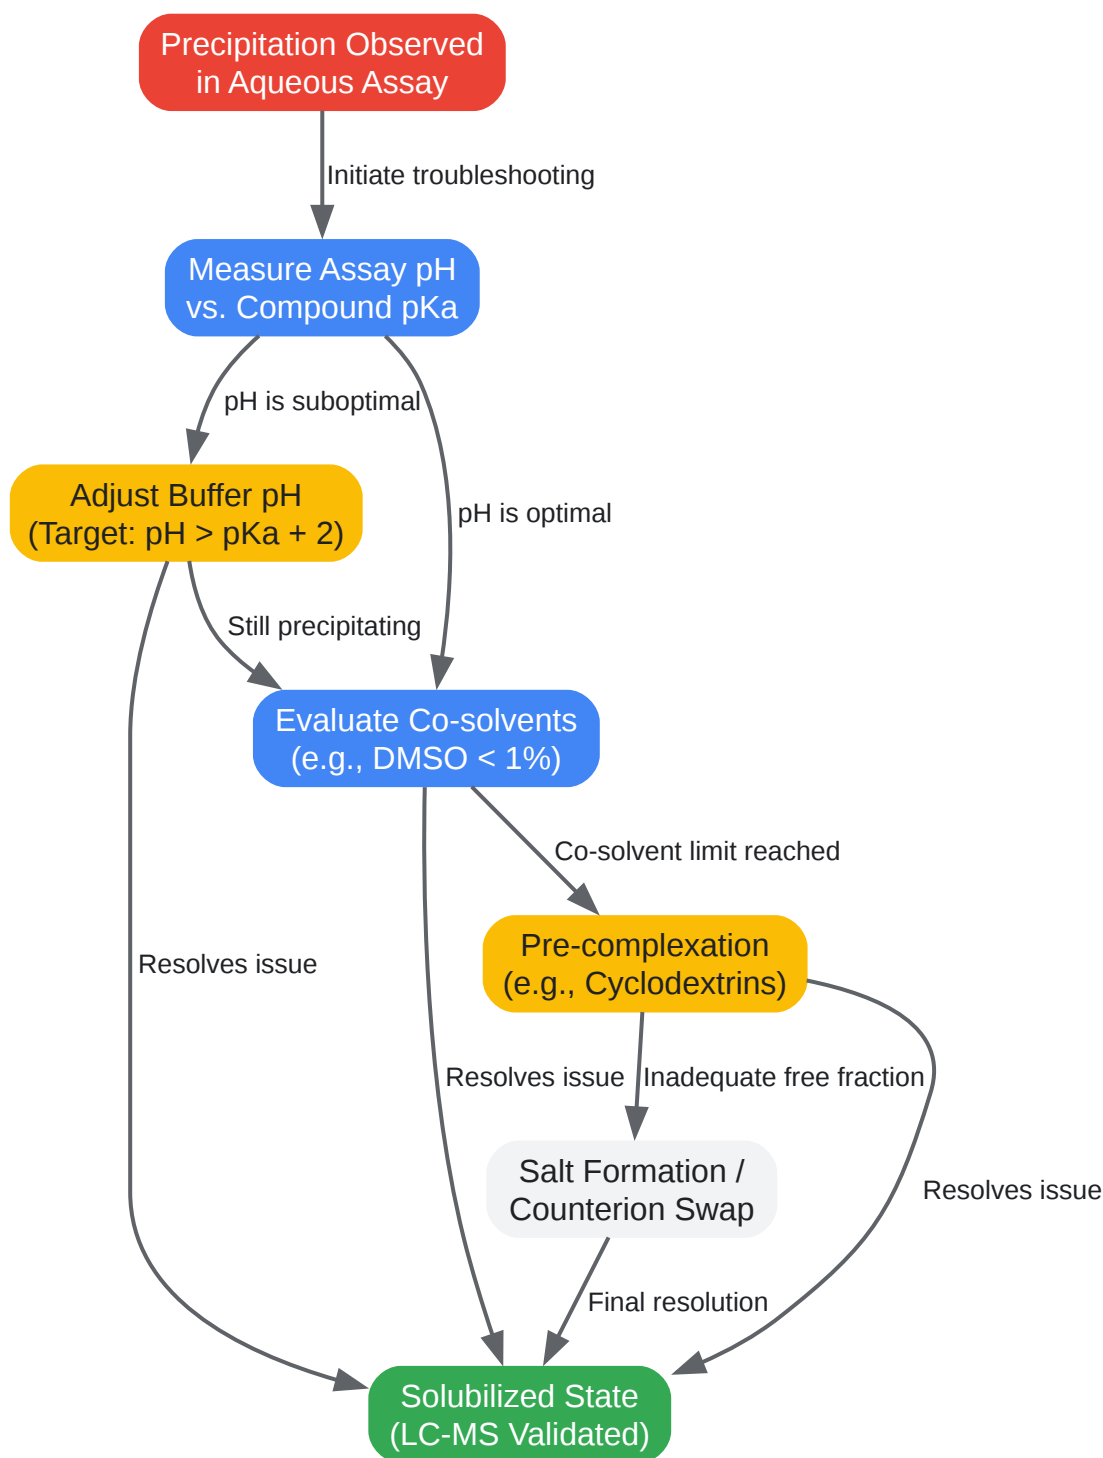 Precipitation Observed
in Aqueous Assay
Initiate troubleshooting
Measure Assay pH
vs. Compound pKa
pH is suboptimal
Adjust Buffer pH
(Target: pH > pKa + 2)
pH is optimal
Still precipitating
Evaluate Co-solvents
(e.g., DMSO < 1%)
Co-solvent limit reached
Pre-complexation
(e.g., Cyclodextrins)
Resolves issue
Resolves issue
Inadequate free fraction
Salt Formation /
Counterion Swap
Resolves issue
Final resolution
Solubilized State
(LC-MS Validated)